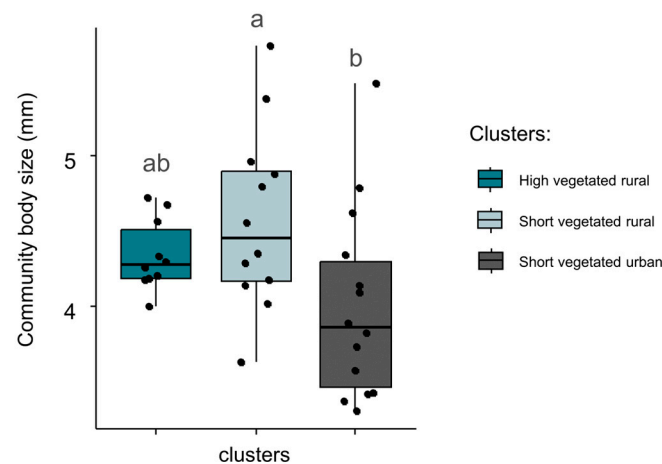 a
b
ab
Community body size (mm)
5
4
clusters
Clusters:
High vegetated rural
Short vegetated rural
Short vegetated urban